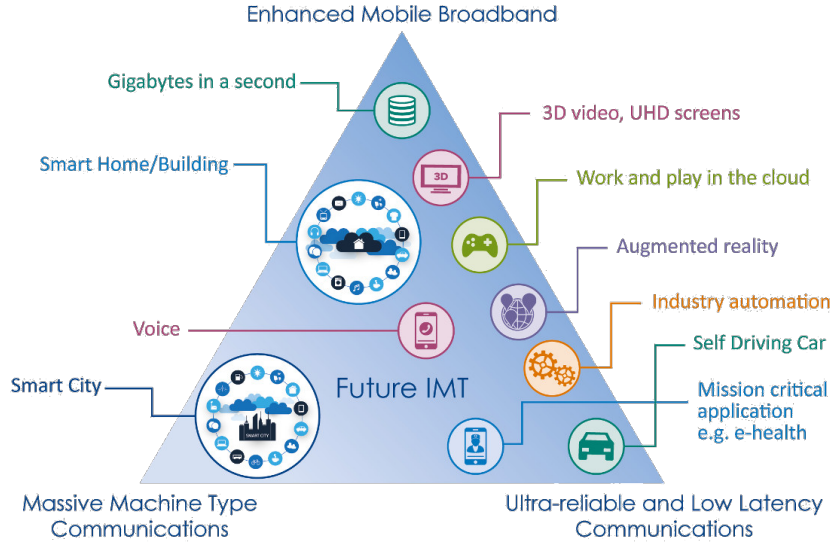 Enhanced Mobile Broadband
Gigabytes in a second
3D video, UHD screens
Smart Home/Building
3D
Work and play in the cloud
Augmented reality
Industry automation
Voice
Self Driving Car
Smart City
Future IMT
Mission critical
application
e.g. e-health
SMART CITY
Massive Machine Type
Communications
Ultra-reliable and Low Latency
Communications